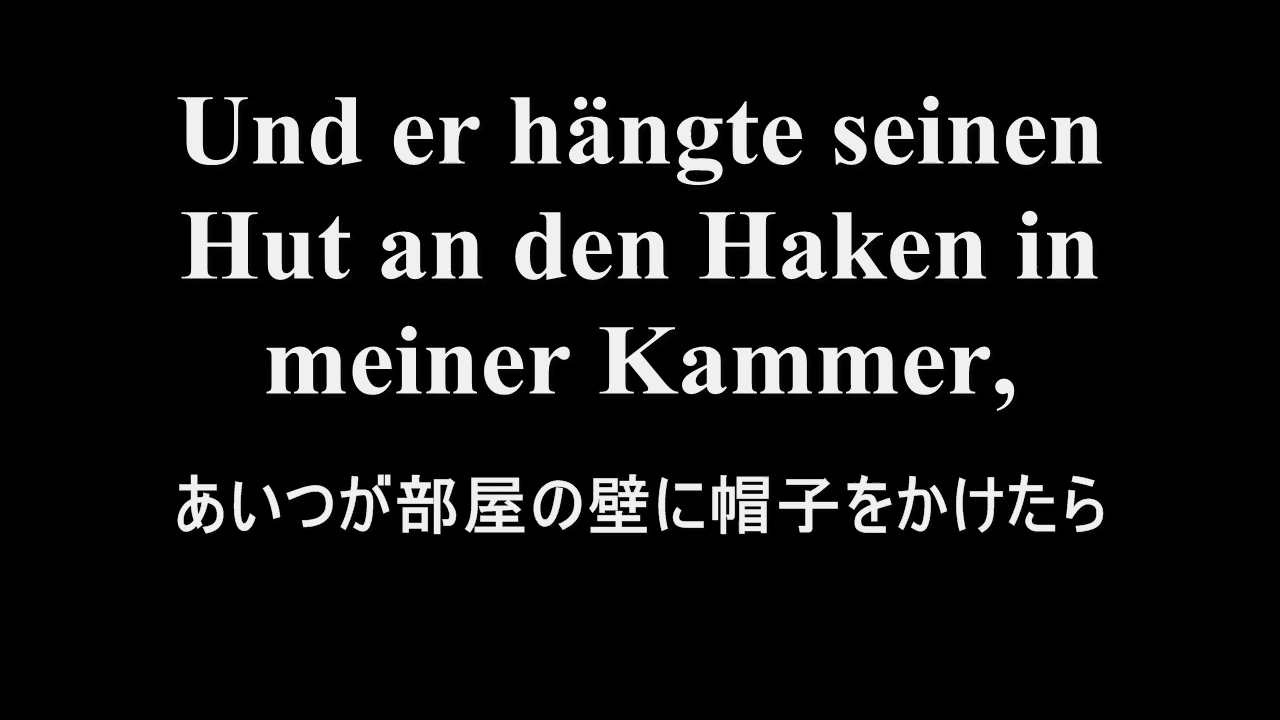 Und er hängte seinen
Hut an den Haken in
meiner Kammer,
あいつが部屋の壁に帽子をかけたら